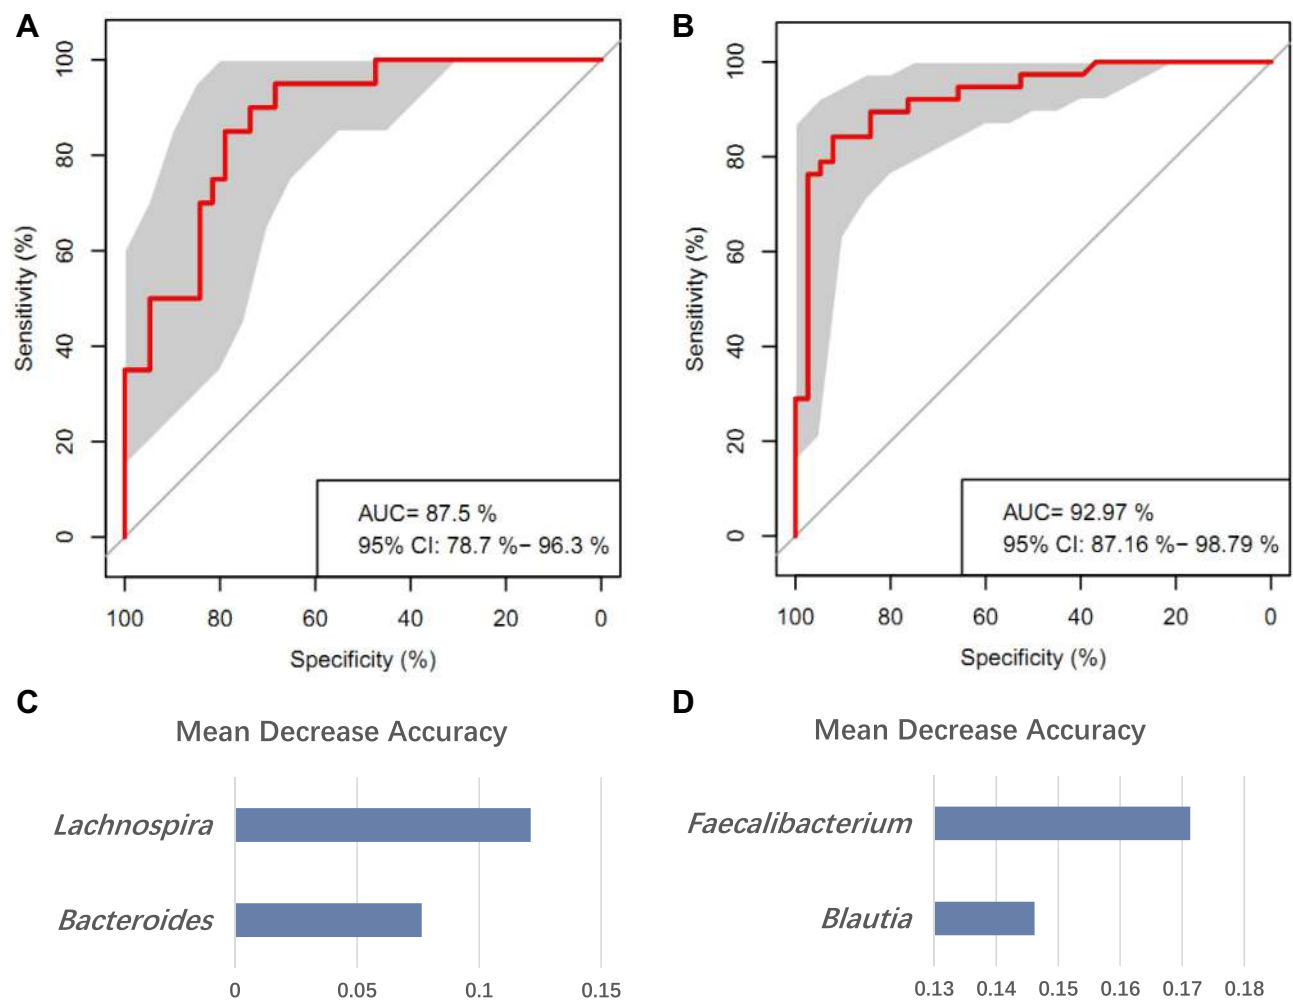 A
100
80
60
40
20
0
Sensitivity (%)
AUC= 87.5 %
95% CI: 78.7 %− 96.3 %
100 80 60 40 20 0
Specificity (%)
B
100
80
60
40
20
0
Sensitivity (%)
AUC= 92.97 %
95% CI: 87.16 %− 98.79 %
100 80 60 40 20 0
Specificity (%)
C
Mean Decrease Accuracy
Lachnospira
Bacteroides
0 0.05 0.1 0.15
D
Mean Decrease Accuracy
Faecalibacterium
Blautia
0.13 0.14 0.15 0.16 0.17 0.18